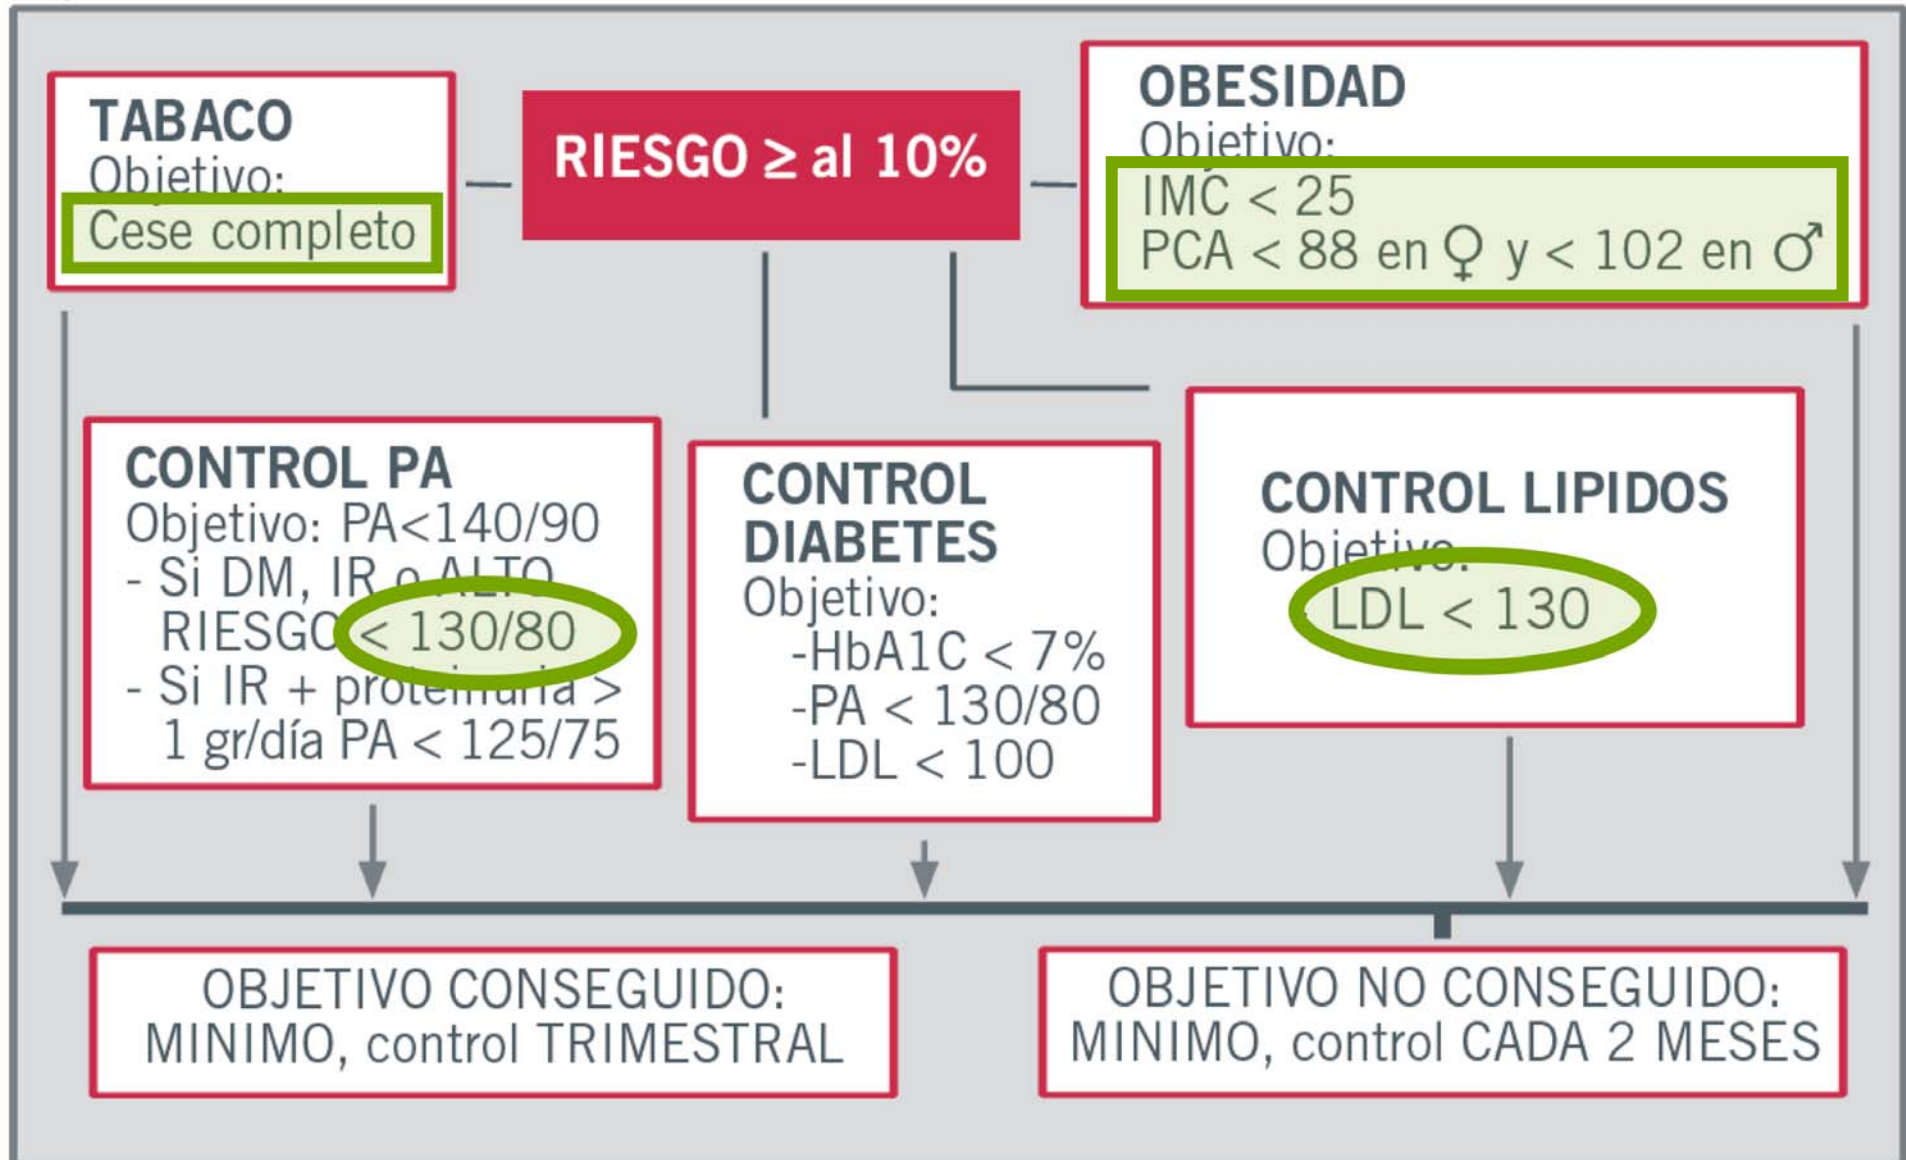 TABACO
Objetivo:
Cese completo
RIESGO ≥ al 10%
OBESIDAD
Objetivo:
IMC < 25
PCA < 88 en ♀ y < 102 en ♂
CONTROL PA
Objetivo: PA<140/90
- Si DM, IR o ALTO
RIESGO < 130/80
- Si IR + proteinuria >
1 gr/día PA < 125/75
CONTROL
DIABETES
Objetivo:
-HbA1C < 7%
-PA < 130/80
-LDL < 100
CONTROL LIPIDOS
Objetivo:
- LDL < 130
OBJETIVO CONSEGUIDO:
MINIMO, control TRIMESTRAL
OBJETIVO NO CONSEGUIDO:
MINIMO, control CADA 2 MESES